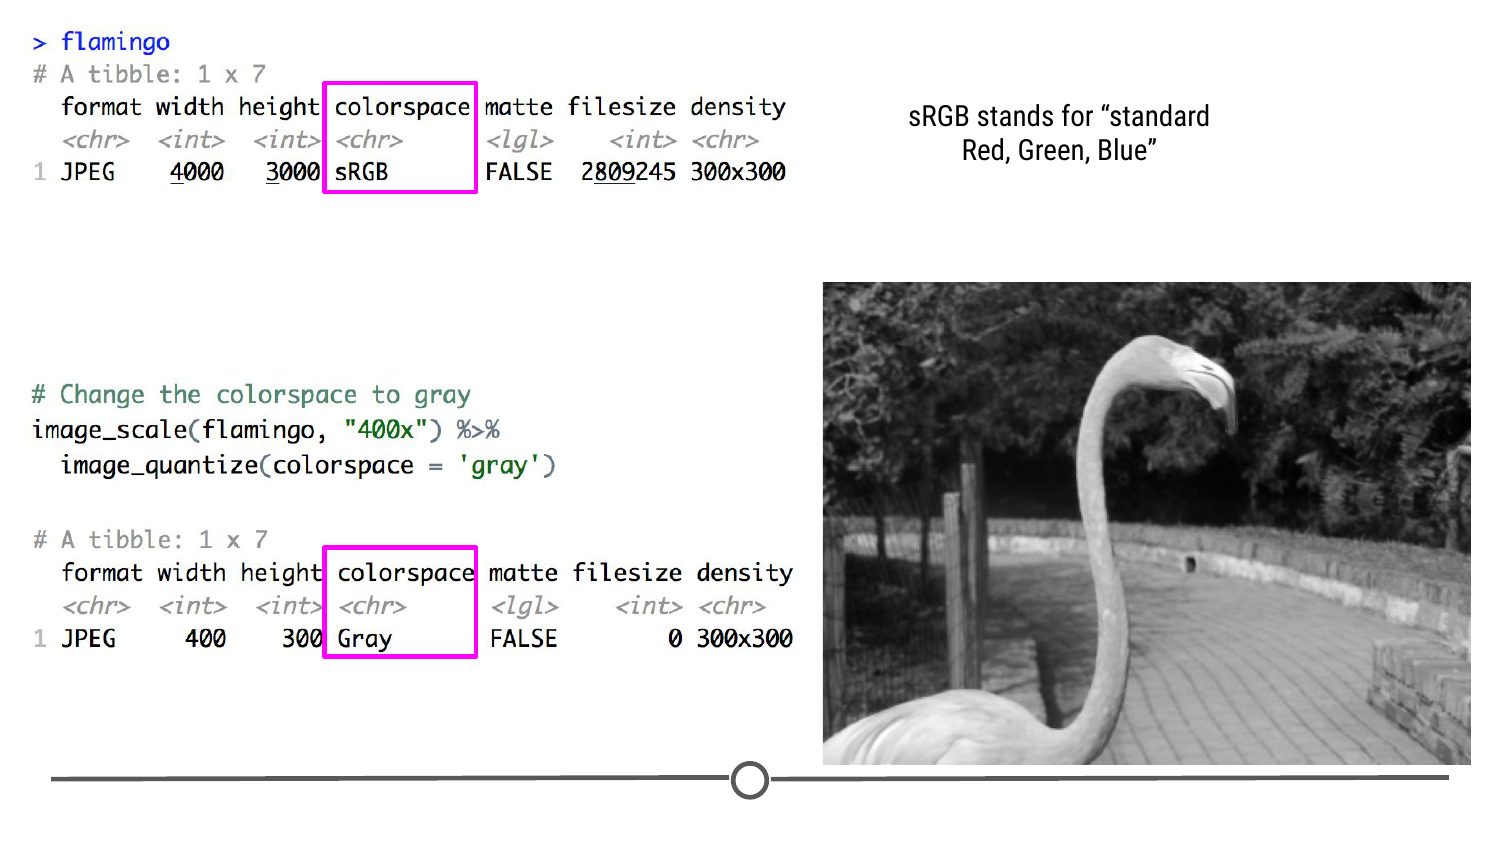 > flamingo
# A tibble: 1 x 7
format width height colorspace matte filesize density
<chr> <int> <int> <chr> <lgl> <int> <chr>
1 JPEG 4000 3000 sRGB FALSE 2809245 300x300
sRGB stands for “standard
Red, Green, Blue”
# Change the colorspace to gray
image_scale(flamingo, "400x") %>%
image_quantize(colorspace = 'gray')
# A tibble: 1 x 7
format width height colorspace matte filesize density
<chr> <int> <int> <chr> <lgl> <int> <chr>
1 JPEG 400 300 Gray FALSE 0 300x300